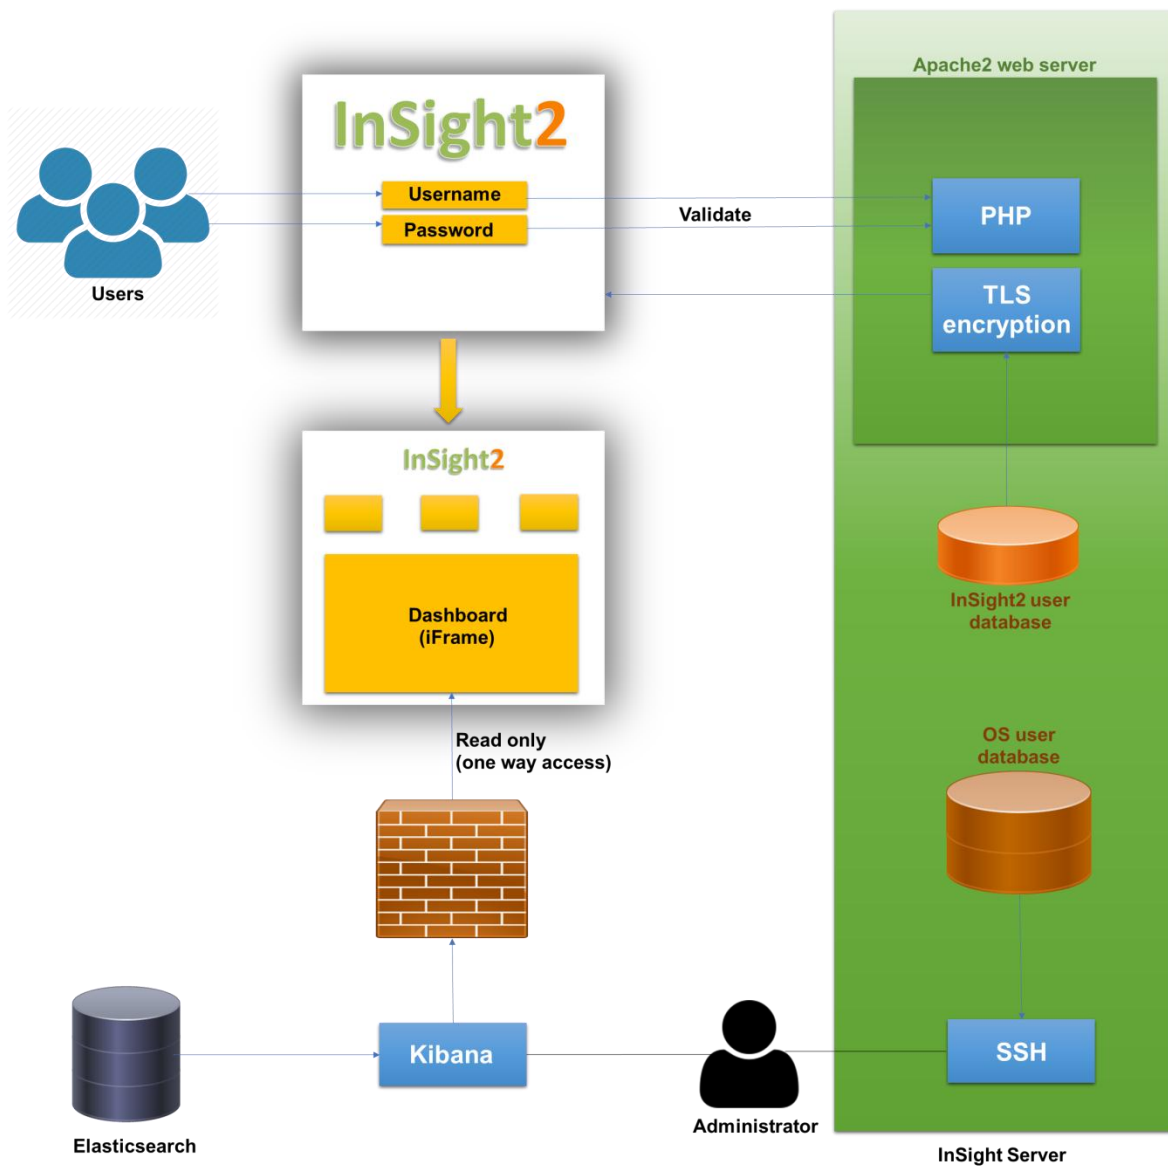 Apache2 web server
InSight2
Username
Password
Validate
PHP
TLS
encryption
Users
InSight2
Dashboard
(iFrame)
InSight2 user
database
Read only
(one way access)
OS user
database
Kibana
SSH
Administrator
Elasticsearch
InSight Server